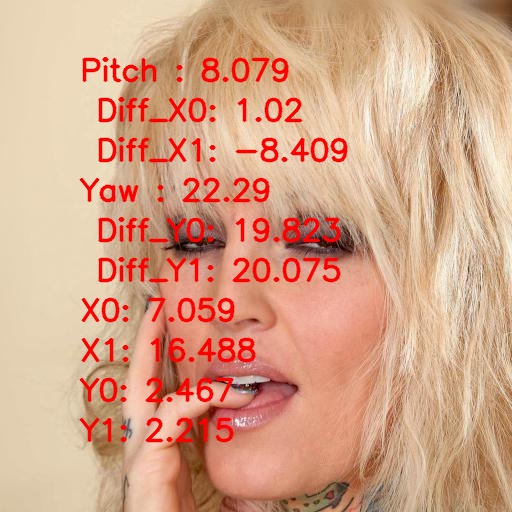 Pitch : 8.079
Diff_X0: 1.02
Diff_X1: -8.409
Yaw : 22.29
Diff_Y0: 19.823
Diff_Y1: 20.075
X0: 7.059
X1: 16.488
Y0: 2.467
Y1: 2.215